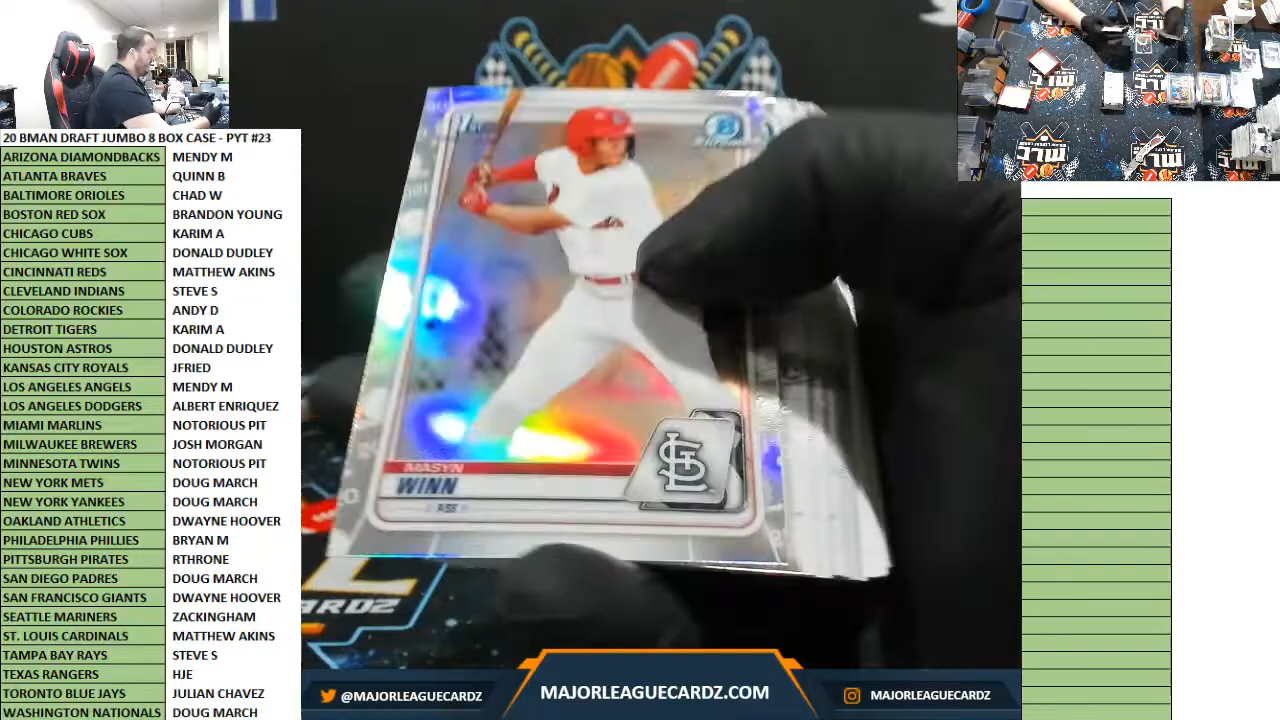 20 BMAN DRAFT JUMBO 8 BOX CASE - PYT #23
ARIZONA DIAMONDBACKS MENDY M
ATLANTA BRAVES QUINN B
BALTIMORE ORIOLES CHAD W
BOSTON RED SOX BRANDON YOUNG
CHICAGO CUBS KARIM A
CHICAGO WHITE SOX DONALD DUDLEY
CINCINNATI REDS MATTHEW AKINS
CLEVELAND INDIANS STEVE S
COLORADO ROCKIES ANDY D
DETROIT TIGERS KARIM A
HOUSTON ASTROS DONALD DUDLEY
KANSAS CITY ROYALS JFRIED
LOS ANGELES ANGELS MENDY M
LOS ANGELES DODGERS ALBERT ENRIQUEZ
MIAMI MARLINS NOTORIOUS PIT
MILWAUKEE BREWERS JOSH MORGAN
MINNESOTA TWINS NOTORIOUS PIT
NEW YORK METS DOUG MARCH
NEW YORK YANKEES DOUG MARCH
OAKLAND ATHLETICS DWAYNE HOOVER
PHILADELPHIA PHILLIES BRYAN M
PITTSBURGH PIRATES RTHRONE
SAN DIEGO PADRES DOUG MARCH
SAN FRANCISCO GIANTS DWAYNE HOOVER
SEATTLE MARINERS ZACKINGHAM
ST. LOUIS CARDINALS MATTHEW AKINS
TAMPA BAY RAYS STEVE S
TEXAS RANGERS HJE
TORONTO BLUE JAYS JULIAN CHAVEZ
WASHINGTON NATIONALS DOUG MARCH
MASYN
WINN
ARDZ
@MAJORLEAGUECARDZ
MAJORLEAGUECARDZ.COM
MAJORLEAGUECARDZ